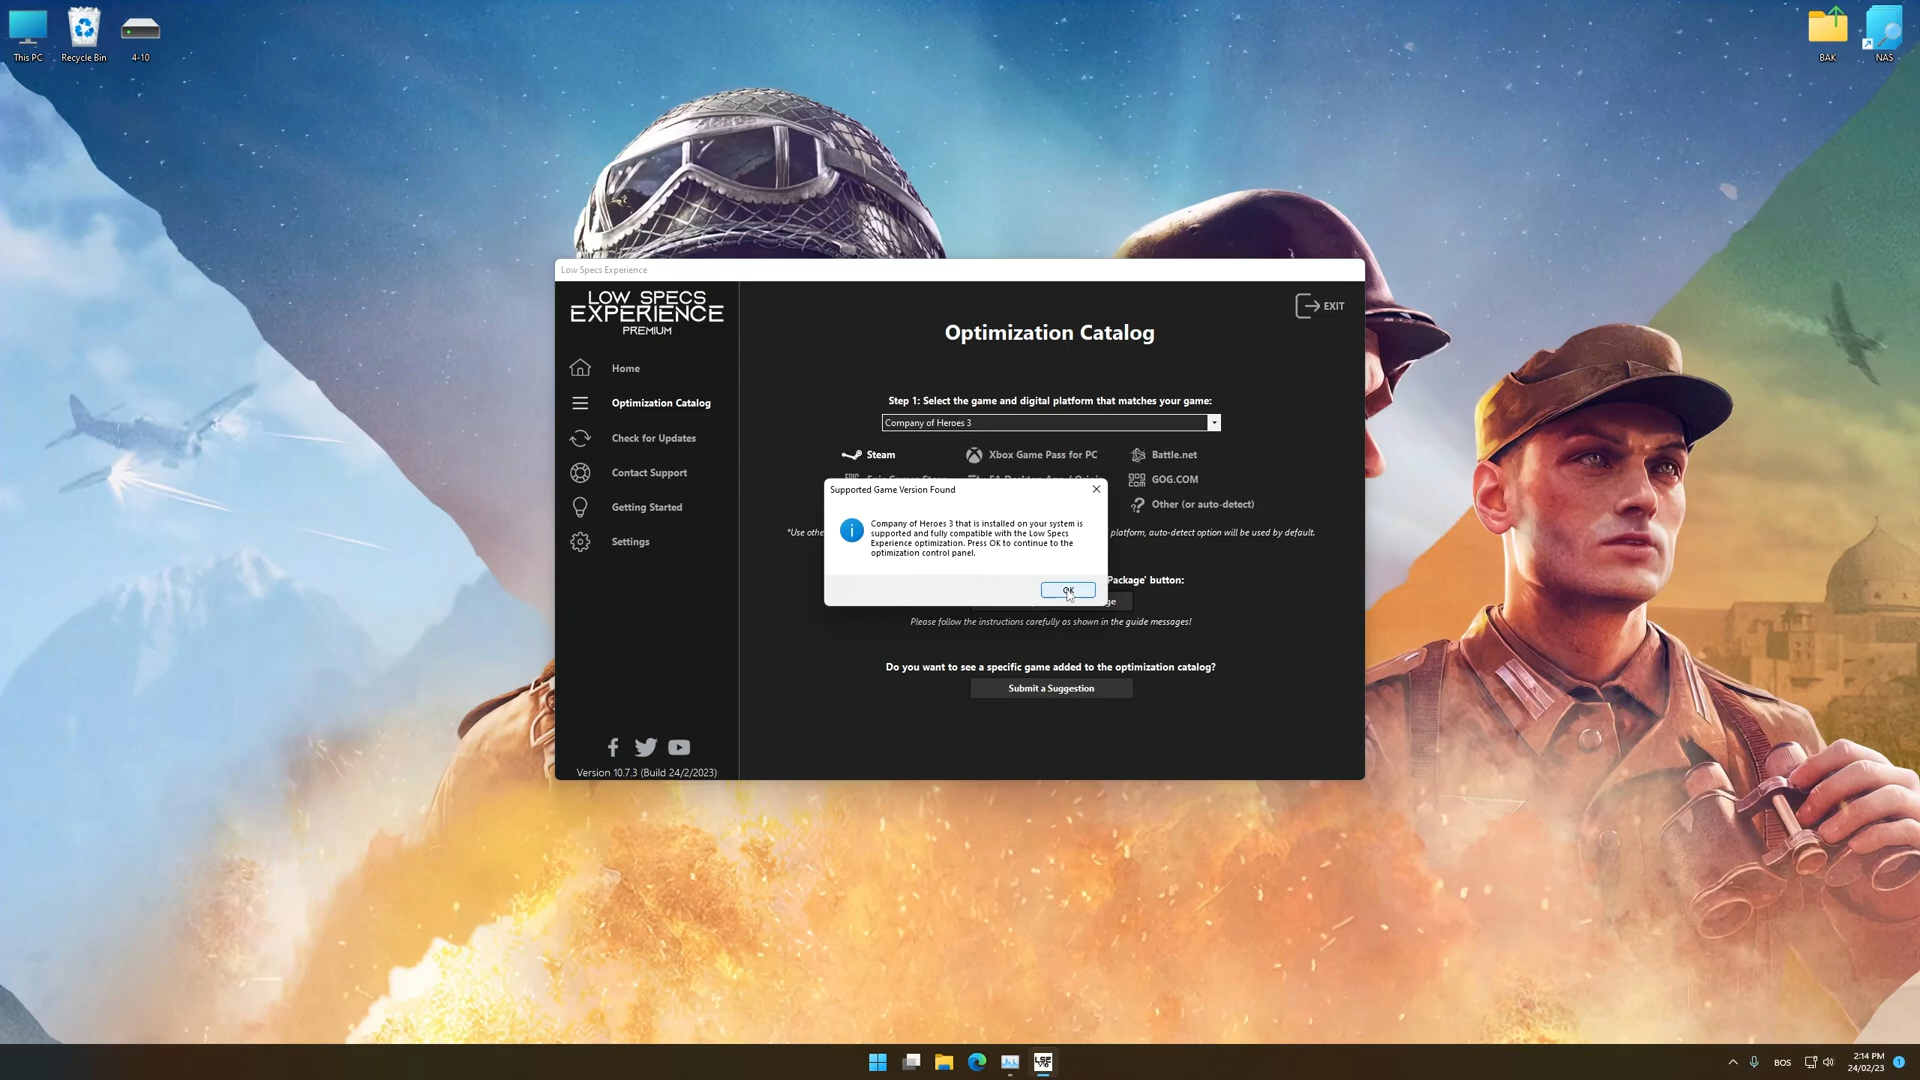 This PC
Recycle Bin
4-10
BAK
NAS
Low Specs Experience
LOW SPECS
EXPERIENCE
PREMIUM
Home
Optimization Catalog
Check for Updates
Contact Support
Getting Started
Settings
Version 10.7.3 (Build 24/2/2023)
EXIT
Optimization Catalog
Step 1: Select the game and digital platform that matches your game:
Company of Heroes 3
Steam
Xbox Game Pass for PC
Battle.net
GOG.COM
Other (or auto-detect)
*Use othe
platform, auto-detect option will be used by default.
Supported Game Version Found
Company of Heroes 3 that is installed on your system is
supported and fully compatible with the Low Specs
Experience optimization. Press OK to continue to the
optimization control panel.
OK
Package' button:
ge
Please follow the instructions carefully as shown in the guide messages!
Do you want to see a specific game added to the optimization catalog?
Submit a Suggestion
LSE
BOS
2:14 PM
24/02/23
1